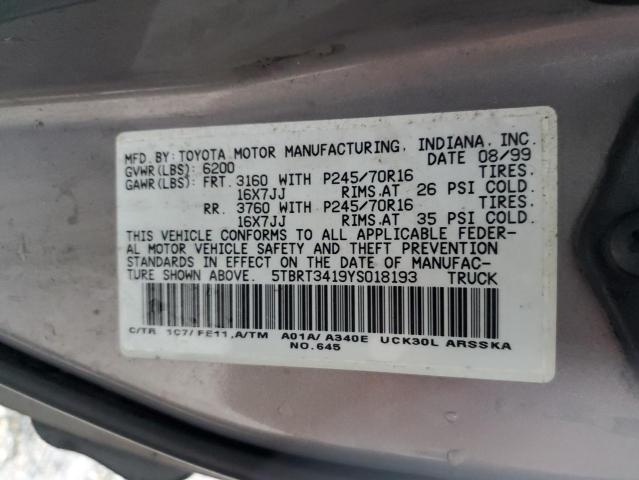 MFD. BY: TOYOTA MOTOR MANUFACTURING, INDIANA, INC.
GVWR(LBS): 6200 DATE 08/99
GAWR(LBS): FRT. 3160 WITH P245/70R16 TIRES.
16X7JJ RIMS.AT 26 PSI COLD.
RR. 3760 WITH P245/70R16 TIRES.
16X7JJ RIMS.AT 35 PSI COLD.
THIS VEHICLE CONFORMS TO ALL APPLICABLE FEDER-
AL MOTOR VEHICLE SAFETY AND THEFT PREVENTION
STANDARDS IN EFFECT ON THE DATE OF MANUFAC-
TURE SHOWN ABOVE. 5TBRT3419YS018193 TRUCK
C/TR 1C7/FE11,A/TM A01A/A340E UCK30L ARSSKA
NO.645